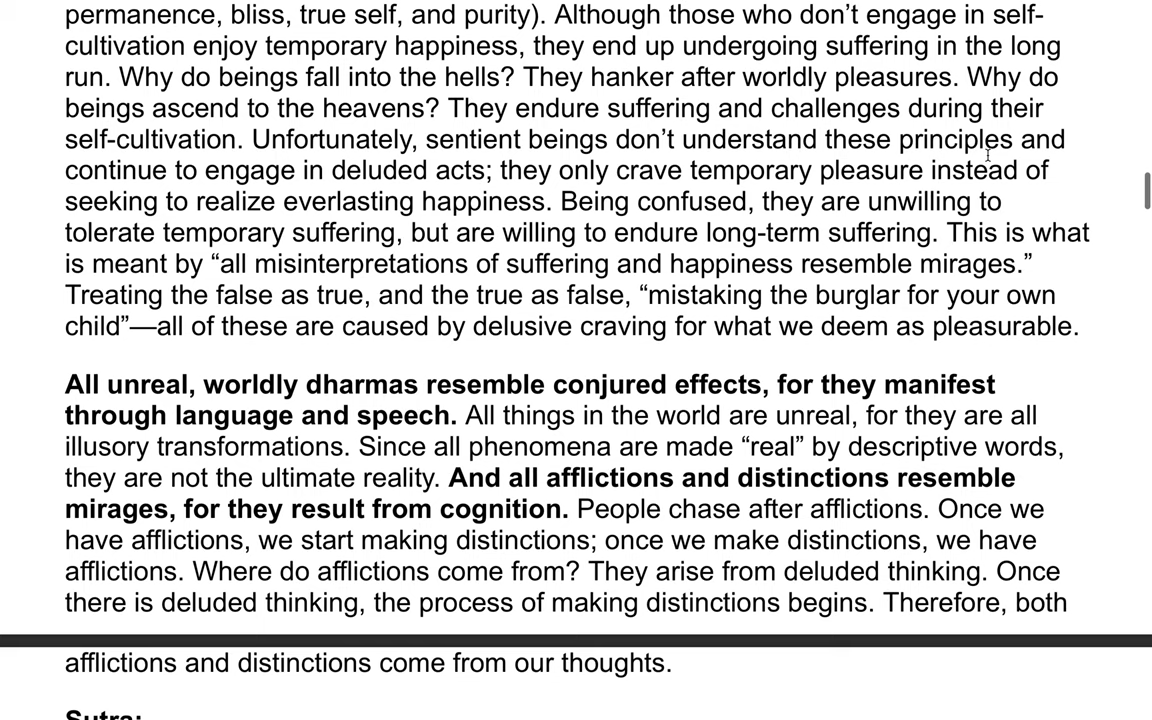 permanence, bliss, true self, and purity). Although those who don’t engage in self-
cultivation enjoy temporary happiness, they end up undergoing suffering in the long
run. Why do beings fall into the hells? They hanker after worldly pleasures. Why do
beings ascend to the heavens? They endure suffering and challenges during their
self-cultivation. Unfortunately, sentient beings don’t understand these principles and
continue to engage in deluded acts; they only crave temporary pleasure instead of
seeking to realize everlasting happiness. Being confused, they are unwilling to
tolerate temporary suffering, but are willing to endure long-term suffering. This is what
is meant by “all misinterpretations of suffering and happiness resemble mirages.”
Treating the false as true, and the true as false, “mistaking the burglar for your own
child”—all of these are caused by delusive craving for what we deem as pleasurable.
All unreal, worldly dharmas resemble conjured effects, for they manifest
through language and speech. All things in the world are unreal, for they are all
illusory transformations. Since all phenomena are made “real” by descriptive words,
they are not the ultimate reality. And all afflictions and distinctions resemble
mirages, for they result from cognition. People chase after afflictions. Once we
have afflictions, we start making distinctions; once we make distinctions, we have
afflictions. Where do afflictions come from? They arise from deluded thinking. Once
there is deluded thinking, the process of making distinctions begins. Therefore, both
afflictions and distinctions come from our thoughts.
Sutra: